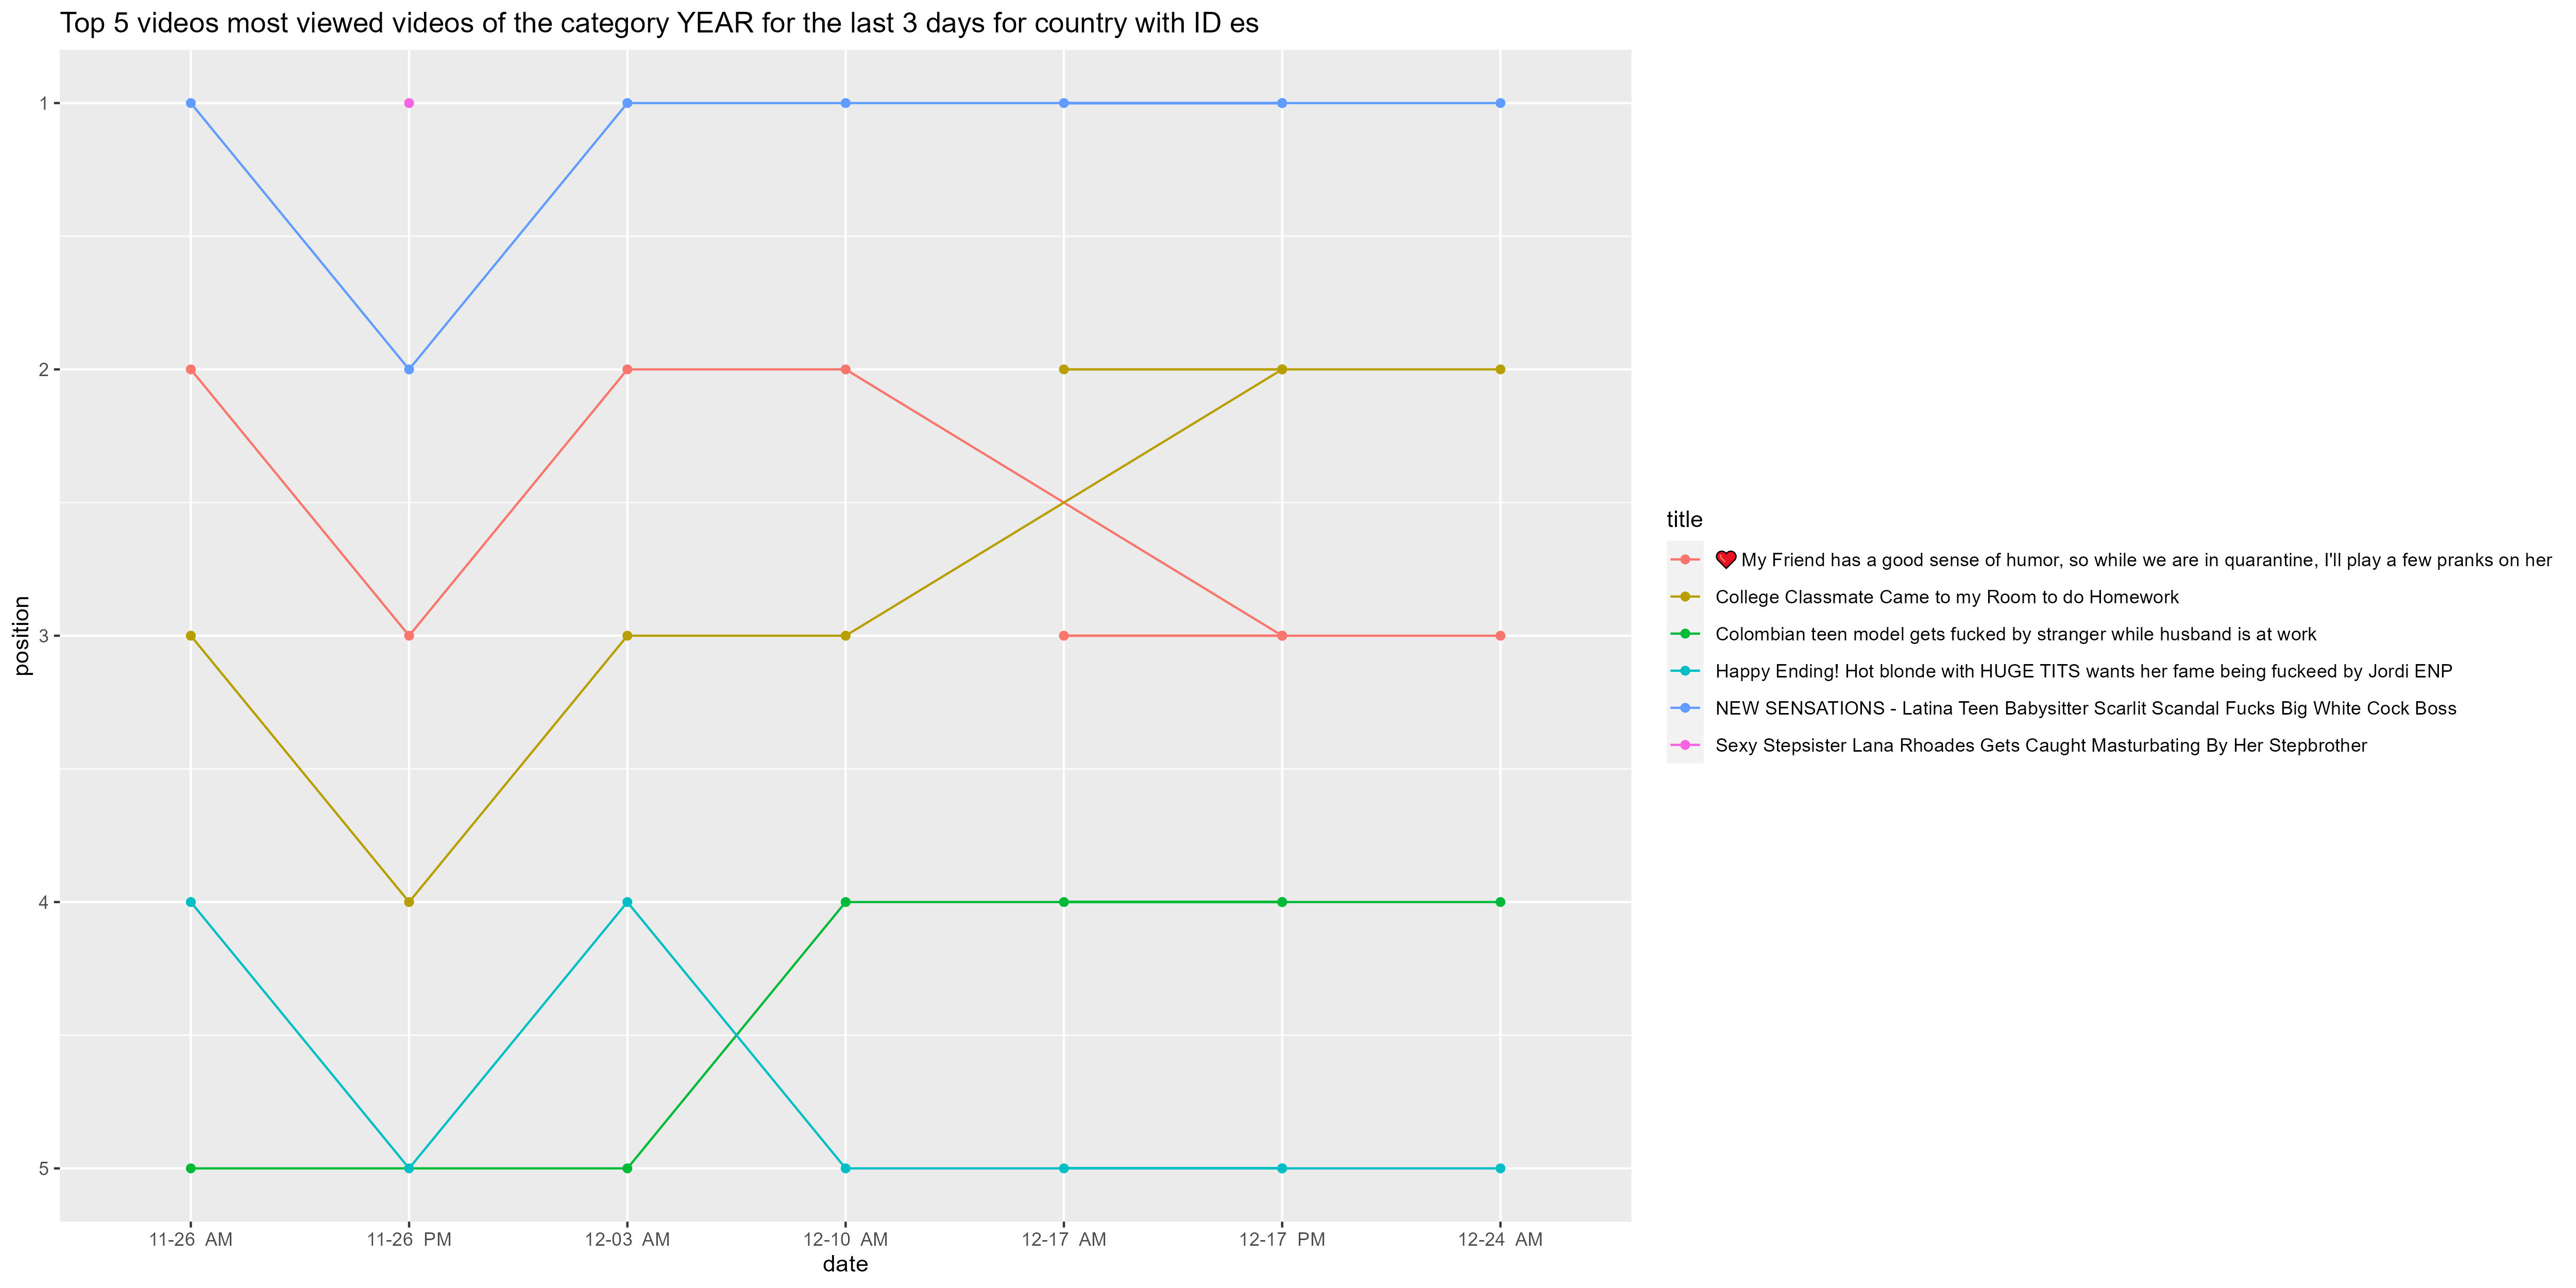 Top 5 videos most viewed videos of the category YEAR for the last 3 days for country with ID es
position
1
2
3
4
5
11-26 AM
11-26 PM
12-03 AM
12-10 AM
12-17 AM
12-17 PM
12-24 AM
date
title
❤ My Friend has a good sense of humor, so while we are in quarantine, I'll play a few pranks on her
College Classmate Came to my Room to do Homework
Colombian teen model gets fucked by stranger while husband is at work
Happy Ending! Hot blonde with HUGE TITS wants her fame being fuckeed by Jordi ENP
NEW SENSATIONS - Latina Teen Babysitter Scarlit Scandal Fucks Big White Cock Boss
Sexy Stepsister Lana Rhoades Gets Caught Masturbating By Her Stepbrother